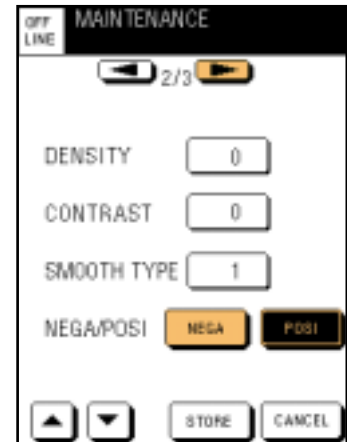 OFF LINE MAINTENANCE
2/3
DENSITY 0
CONTRAST 0
SMOOTH TYPE 1
NEGA/POSI NEGA POSI
STORE CANCEL